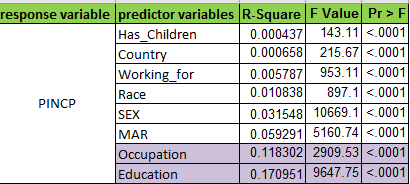 response variable predictor variables R-Square F Value Pr > F
Has_Children 0.000437 143.11 <.0001
Country 0.000658 215.67 <.0001
Working_for 0.005787 953.11 <.0001
Race 0.010838 897.1 <.0001
PINCP SEX 0.031548 10669.1 <.0001
MAR 0.059291 5160.74 <.0001
Occupation 0.118302 2909.53 <.0001
Education 0.170951 9647.75 <.0001